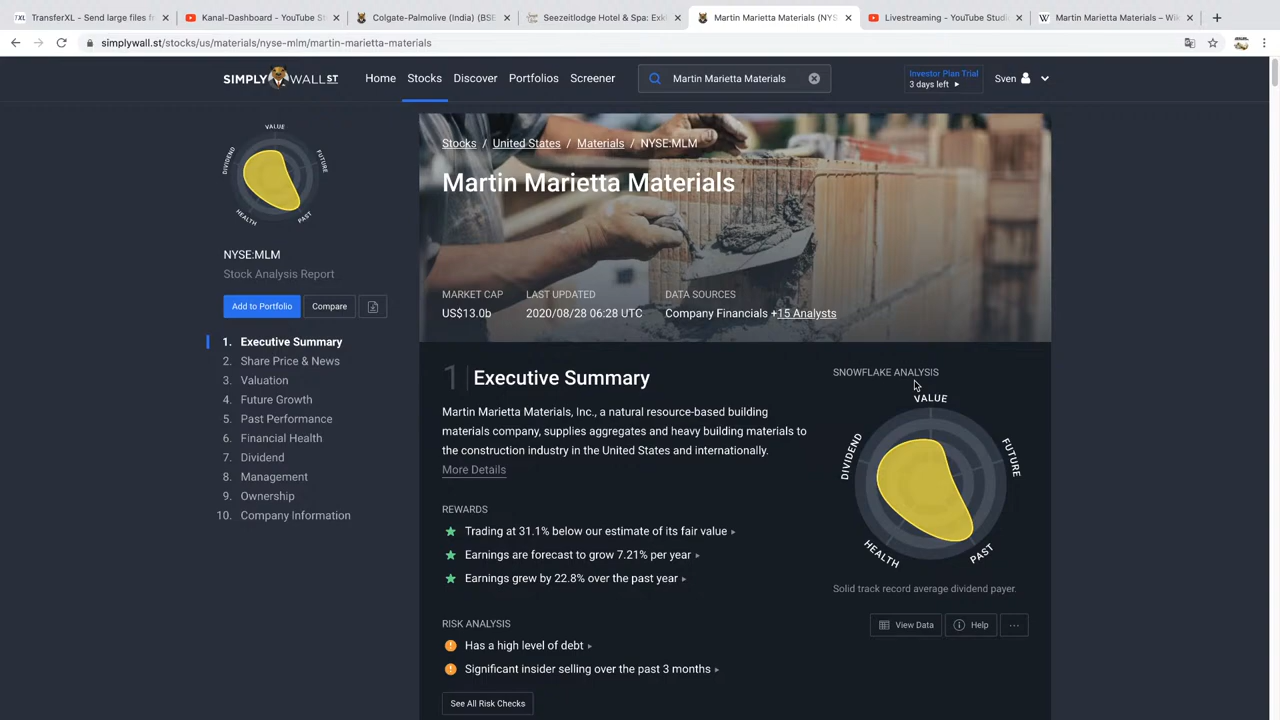 TransferXL - Send large files fr
Kanal-Dashboard - YouTube St
Colgate-Palmolive (India) (BSE
Seezeitlodge Hotel & Spa: Exkl
Martin Marietta Materials (NYS
Livestreaming - YouTube Studi
Martin Marietta Materials – Wik
simplywall.st/stocks/us/materials/nyse-mlm/martin-marietta-materials
SIMPLY WALL ST
Home
Stocks
Discover
Portfolios
Screener
Martin Marietta Materials
Investor Plan Trial
3 days left
Sven
VALUE
FUTURE
PAST
HEALTH
DIVIDEND
NYSE:MLM
Stock Analysis Report
Add to Portfolio
Compare
1. Executive Summary
2. Share Price & News
3. Valuation
4. Future Growth
5. Past Performance
6. Financial Health
7. Dividend
8. Management
9. Ownership
10. Company Information
Stocks / United States / Materials / NYSE:MLM
Martin Marietta Materials
MARKET CAP
US$13.0b
LAST UPDATED
2020/08/28 06:28 UTC
DATA SOURCES
Company Financials +15 Analysts
1 Executive Summary
Martin Marietta Materials, Inc., a natural resource-based building
materials company, supplies aggregates and heavy building materials to
the construction industry in the United States and internationally.
More Details
REWARDS
Trading at 31.1% below our estimate of its fair value
Earnings are forecast to grow 7.21% per year
Earnings grew by 22.8% over the past year
RISK ANALYSIS
Has a high level of debt
Significant insider selling over the past 3 months
See All Risk Checks
SNOWFLAKE ANALYSIS
VALUE
FUTURE
PAST
HEALTH
DIVIDEND
Solid track record average dividend payer.
View Data
Help
...